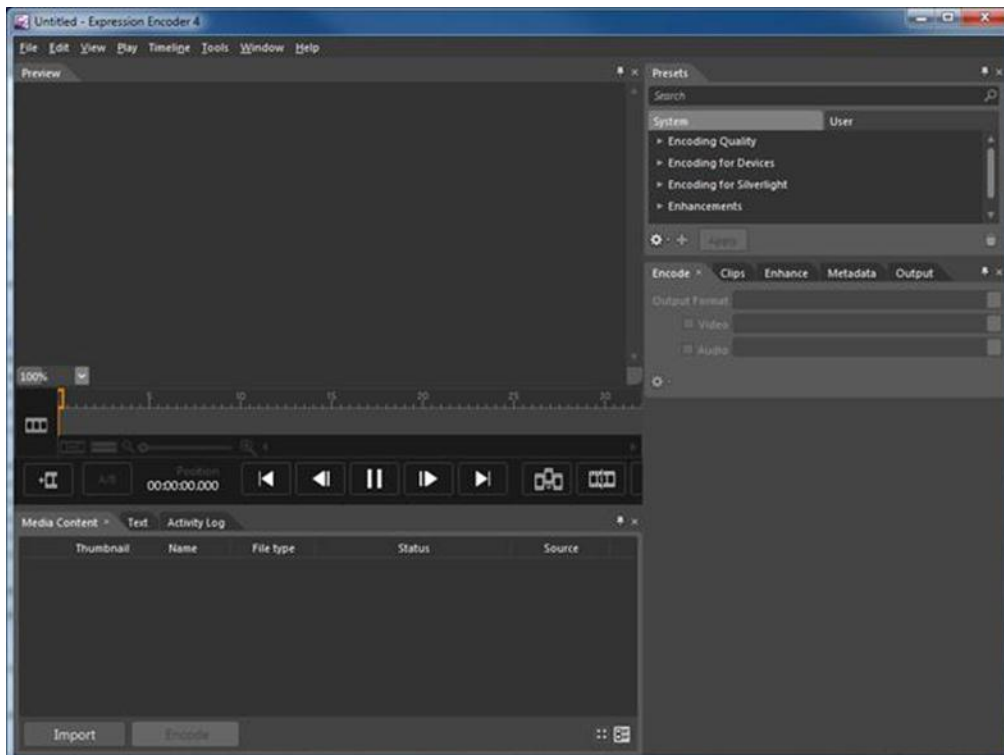 Untitled - Expression Encoder 4
File Edit View Play Timeline Tools Window Help
Preview
100%
5 10 15 20 25 30
A/B
Position
00:00:00.000
Media Content Text Activity Log
Thumbnail Name File type Status Source
Import Encode
Presets
Search
System User
Encoding Quality
Encoding for Devices
Encoding for Silverlight
Enhancements
Apply
Encode Clips Enhance Metadata Output
Output Format
Video
Audio